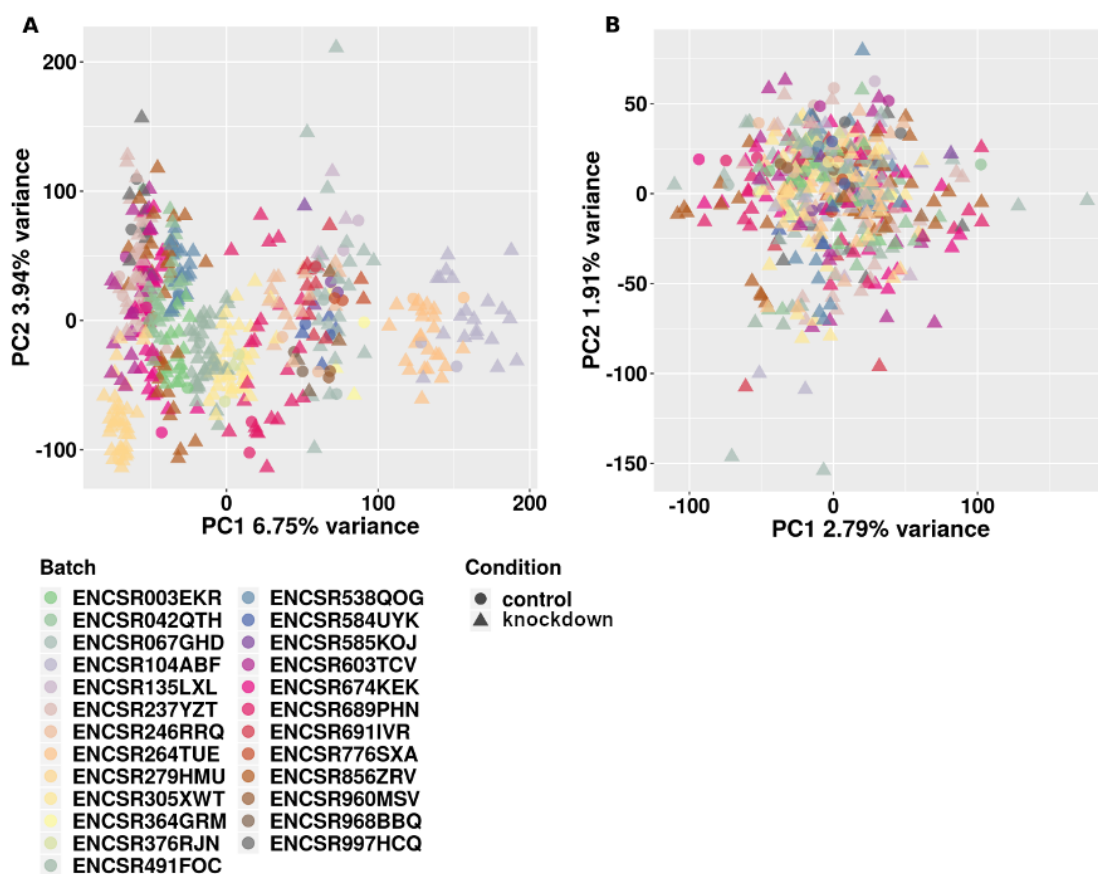 A
B
200
100
0
-100
PC2 3.94% variance
0
100
200
PC1 6.75% variance
50
0
-50
-100
-150
PC2 1.91% variance
-100
0
100
PC1 2.79% variance
Batch
ENCSR003EKR
ENCSR042QTH
ENCSR067GHD
ENCSR104ABF
ENCSR135LXL
ENCSR237YZT
ENCSR246RRQ
ENCSR264TUE
ENCSR279HMU
ENCSR305XWT
ENCSR364GRM
ENCSR376RJN
ENCSR491FOC
ENCSR538QOG
ENCSR584UYK
ENCSR585KOJ
ENCSR603TCV
ENCSR674KEK
ENCSR689PHN
ENCSR691IVR
ENCSR776SXA
ENCSR856ZRV
ENCSR960MSV
ENCSR968BBQ
ENCSR997HCQ
Condition
control
knockdown